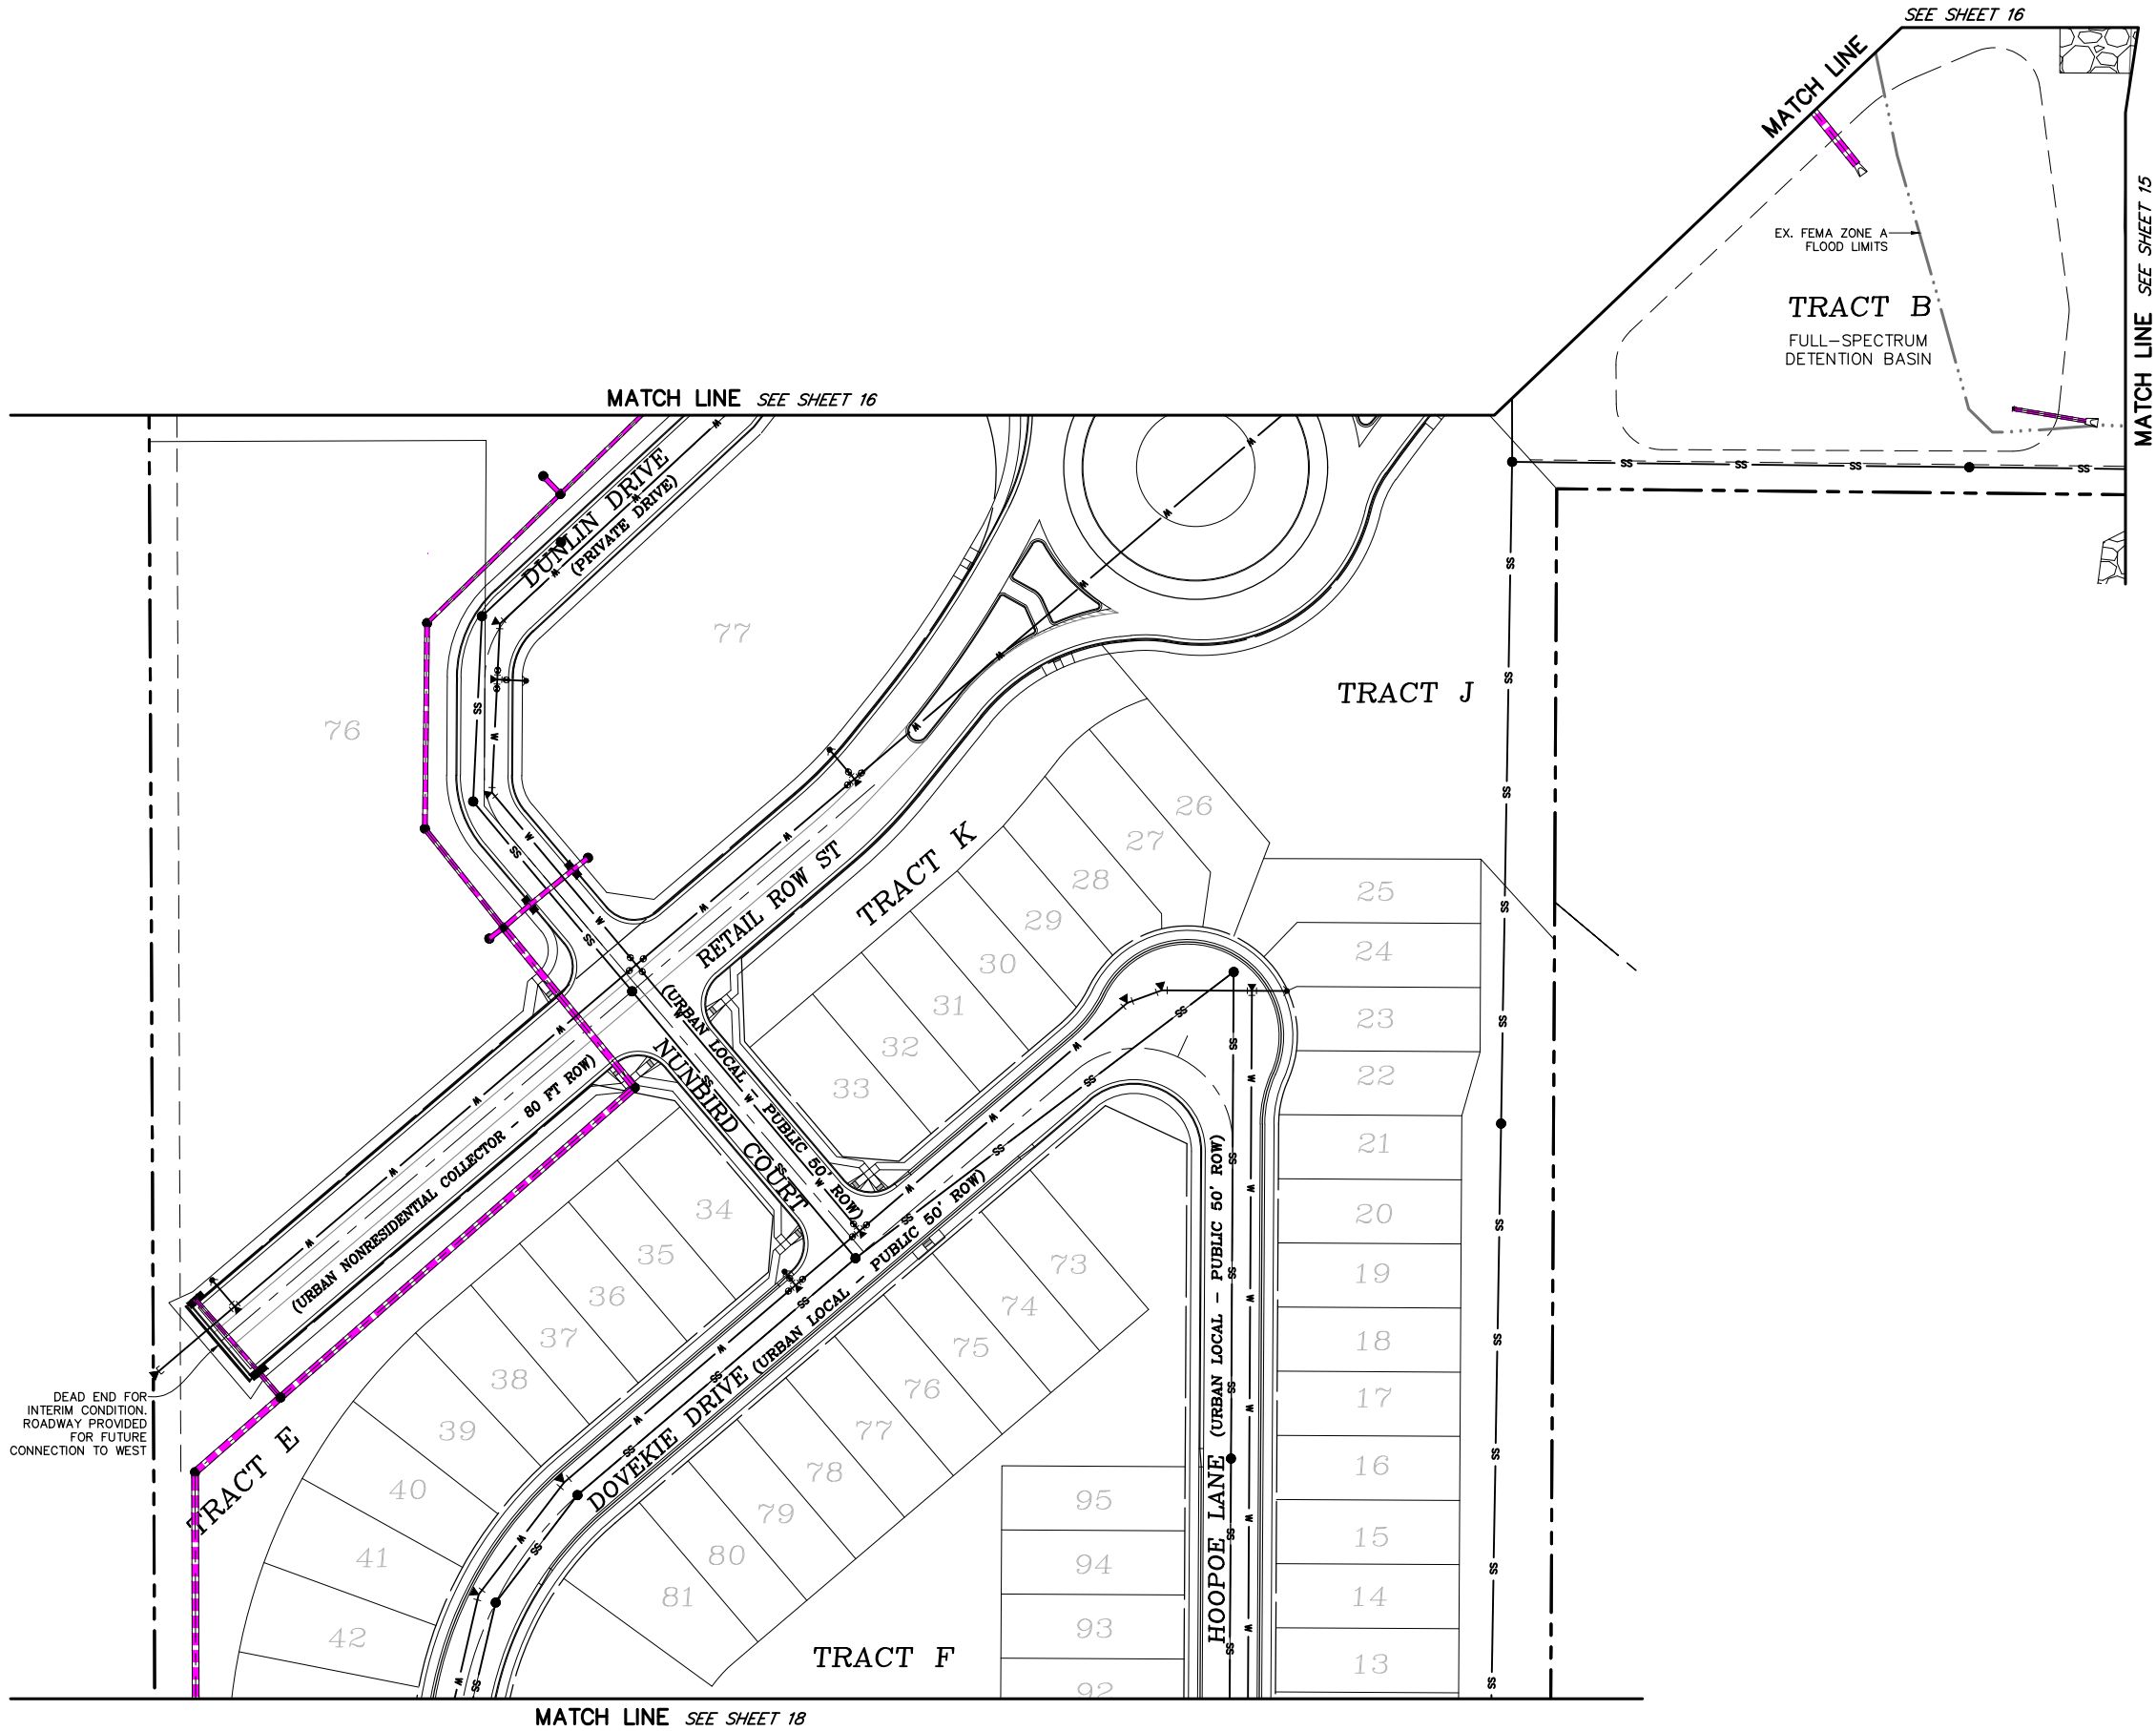 SEE SHEET 16
MATCH LINE
MATCH LINE SEE SHEET 15
EX. FEMA ZONE A
FLOOD LIMITS
TRACT B
FULL-SPECTRUM
DETENTION BASIN
MATCH LINE SEE SHEET 16
DUNLIN DRIVE
(PRIVATE DRIVE)
77
76
TRACT J
TRACT K
RETAIL ROW ST
(URBAN NONRESIDENTIAL COLLECTOR - 80 FT ROW)
NUNBIRD COURT
(URBAN LOCAL - PUBLIC 50' ROW)
26
27
28
29
30
31
32
33
25
24
23
22
21
20
19
18
17
16
15
14
13
34
35
36
37
38
39
40
41
42
73
74
75
76
77
78
79
80
81
95
94
93
92
DOVEKIE DRIVE (URBAN LOCAL - PUBLIC 50' ROW)
HOOPOE LANE (URBAN LOCAL - PUBLIC 50' ROW)
DEAD END FOR
INTERIM CONDITION.
ROADWAY PROVIDED
FOR FUTURE
CONNECTION TO WEST
TRACT E
TRACT F
MATCH LINE SEE SHEET 18